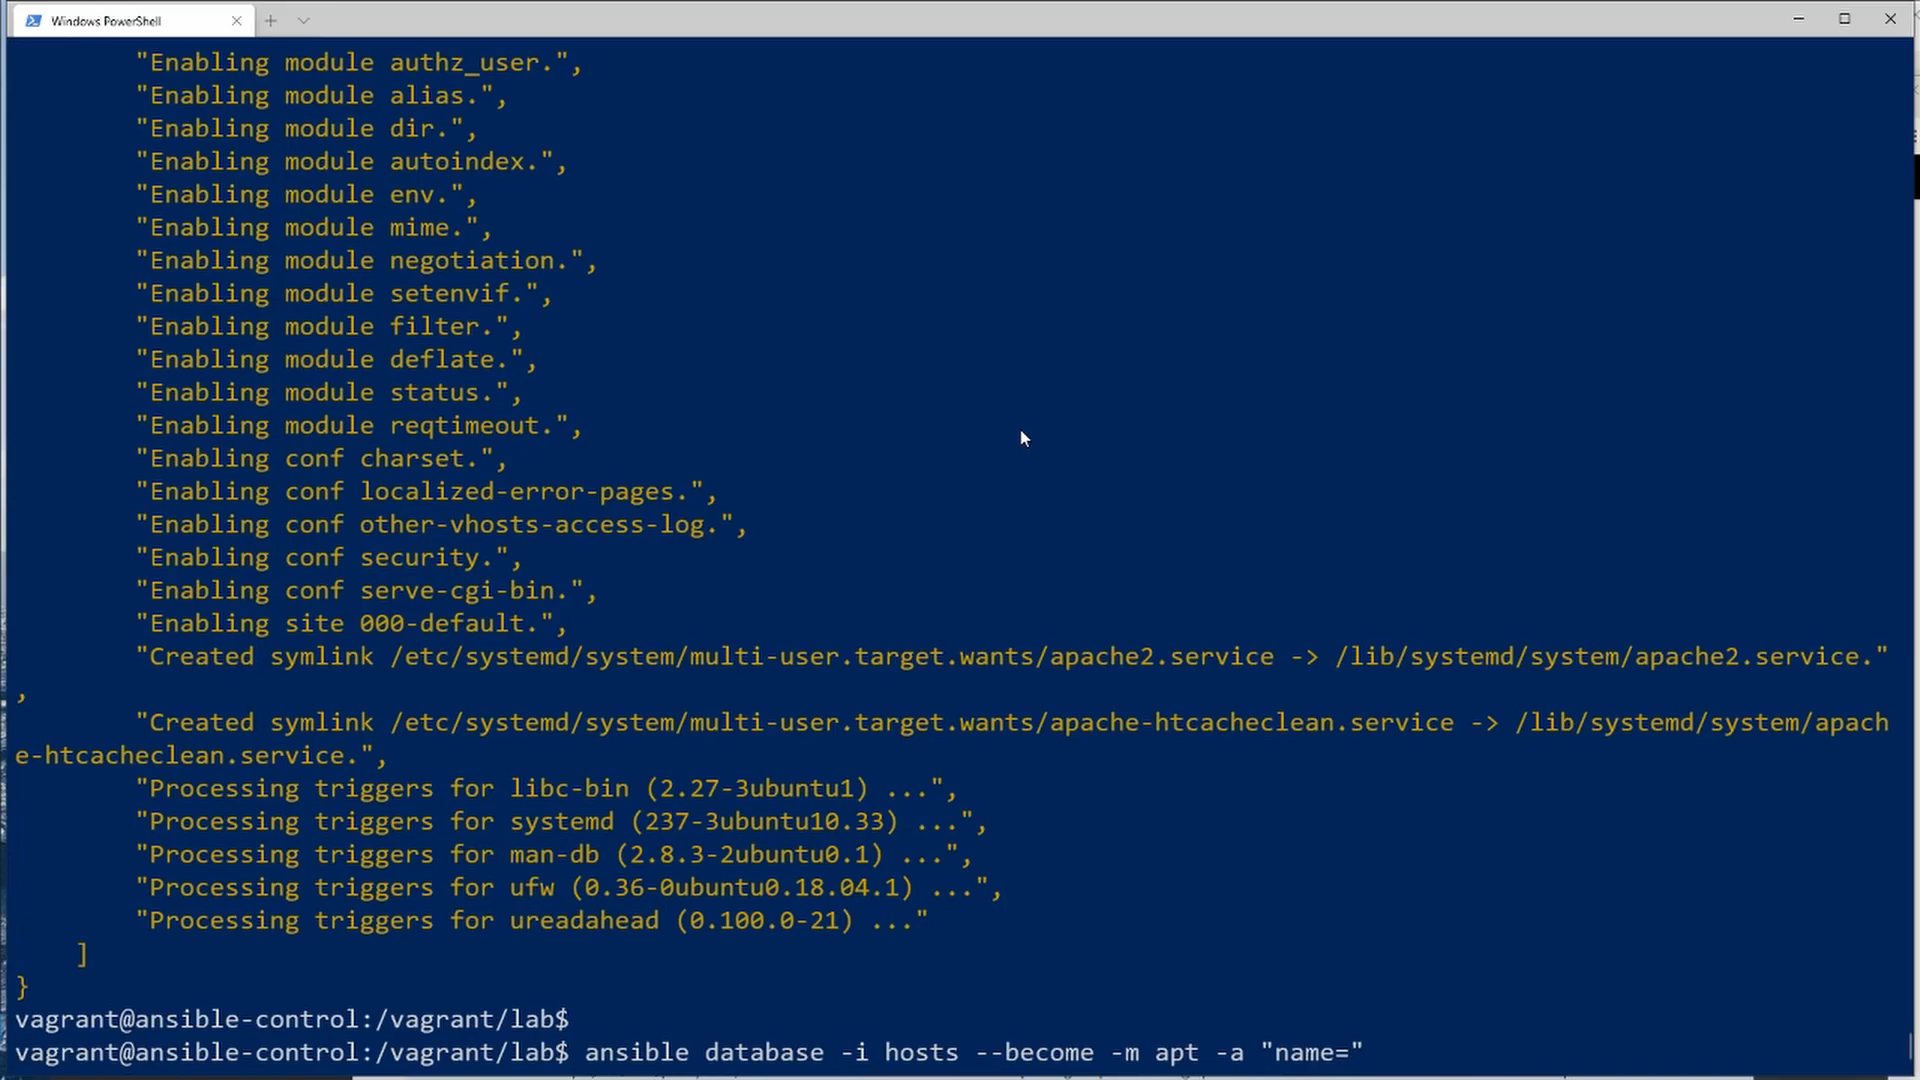 Windows PowerShell
"Enabling module authz_user.",
"Enabling module alias.",
"Enabling module dir.",
"Enabling module autoindex.",
"Enabling module env.",
"Enabling module mime.",
"Enabling module negotiation.",
"Enabling module setenvif.",
"Enabling module filter.",
"Enabling module deflate.",
"Enabling module status.",
"Enabling module reqtimeout.",
"Enabling conf charset.",
"Enabling conf localized-error-pages.",
"Enabling conf other-vhosts-access-log.",
"Enabling conf security.",
"Enabling conf serve-cgi-bin.",
"Enabling site 000-default.",
"Created symlink /etc/systemd/system/multi-user.target.wants/apache2.service -> /lib/systemd/system/apache2.service."
,
"Created symlink /etc/systemd/system/multi-user.target.wants/apache-htcacheclean.service -> /lib/systemd/system/apach
e-htcacheclean.service.",
"Processing triggers for libc-bin (2.27-3ubuntu1) ...",
"Processing triggers for systemd (237-3ubuntu10.33) ...",
"Processing triggers for man-db (2.8.3-2ubuntu0.1) ...",
"Processing triggers for ufw (0.36-0ubuntu0.18.04.1) ...",
"Processing triggers for ureadahead (0.100.0-21) ..."
]
}
vagrant@ansible-control:/vagrant/lab$
vagrant@ansible-control:/vagrant/lab$ ansible database -i hosts --become -m apt -a "name="